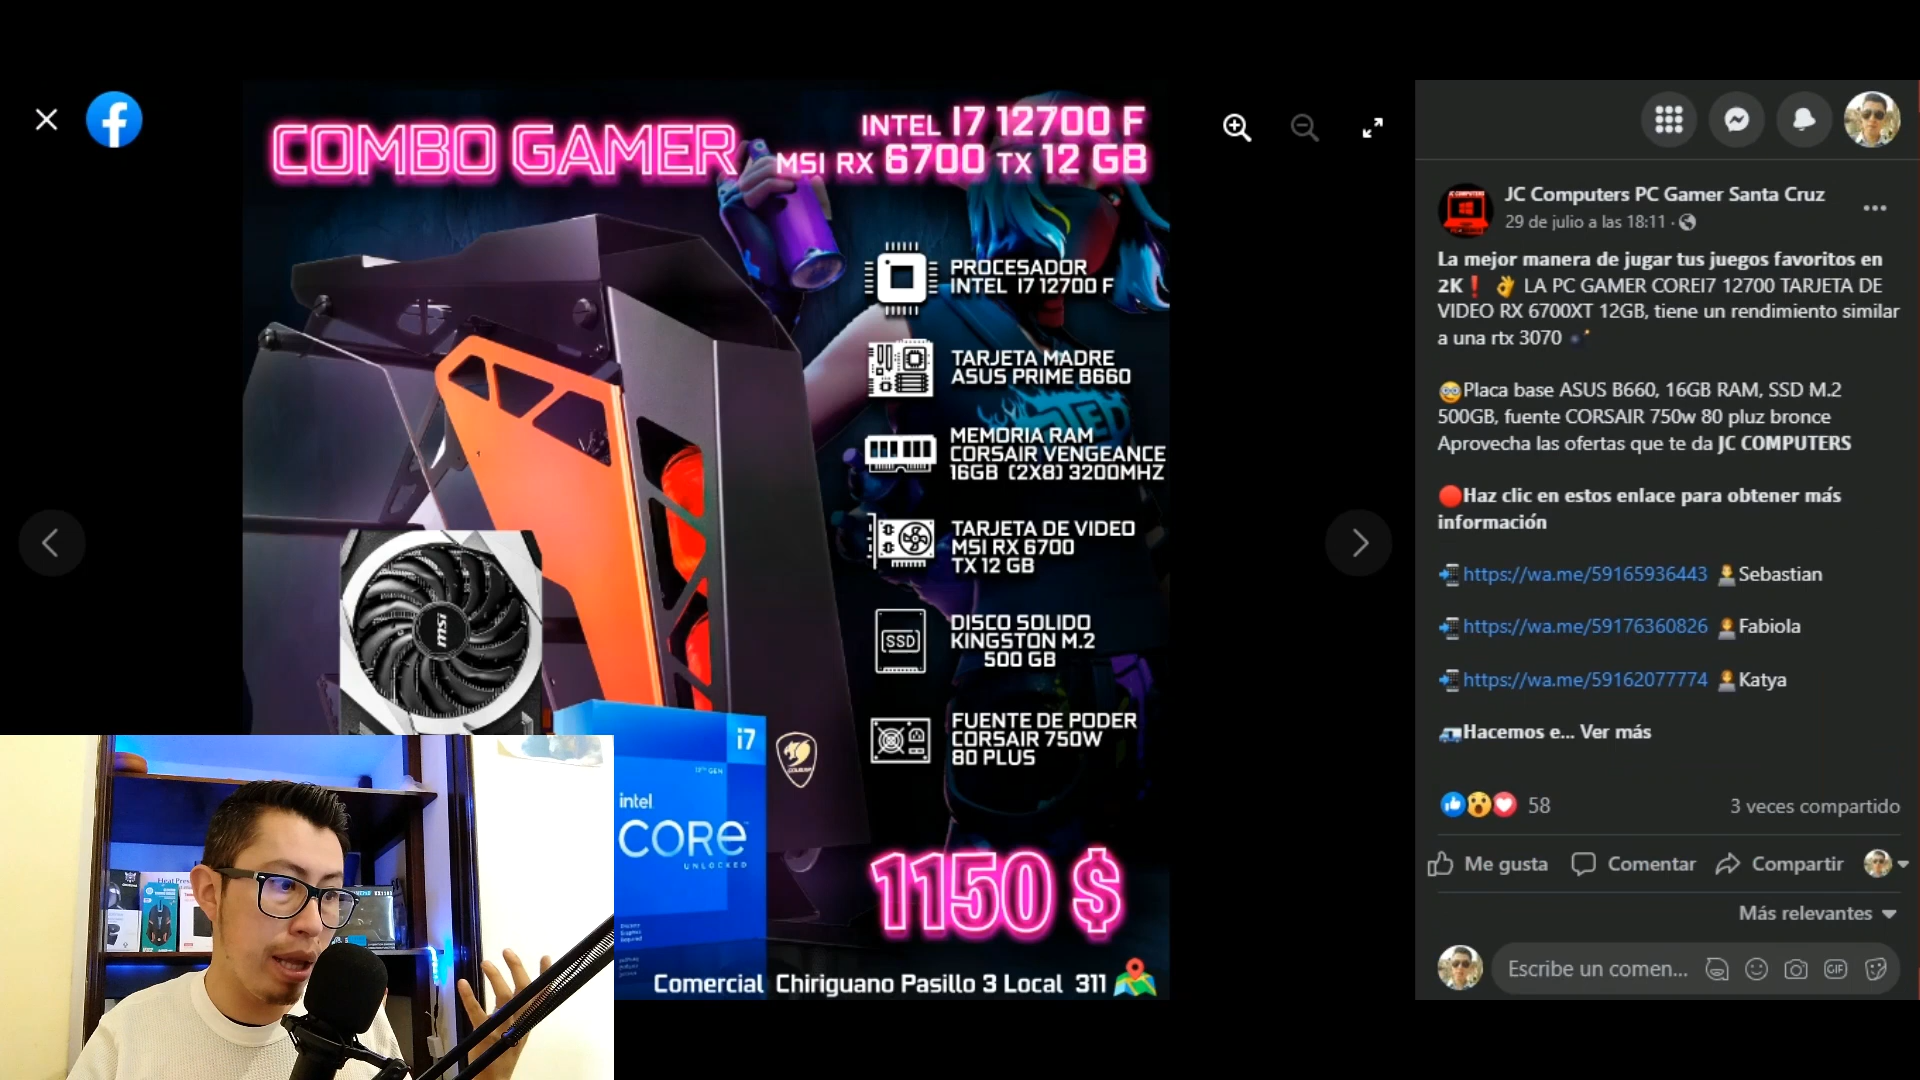 COMBO GAMER
INTEL I7 12700 F
MSI RX 6700 TX 12 GB
PROCESADOR
INTEL I7 12700 F
TARJETA MADRE
ASUS PRIME B660
MEMORIA RAM
CORSAIR VENGEANCE
16GB (2X8) 3200MHZ
TARJETA DE VIDEO
MSI RX 6700
TX 12 GB
SSD
DISCO SOLIDO
KINGSTON M.2
500 GB
FUENTE DE PODER
CORSAIR 750W
80 PLUS
msi
i7
intel
CORE
UNLOCKED
COUGAR
1150 $
Comercial Chiriguano Pasillo 3 Local 311
JC Computers PC Gamer Santa Cruz
29 de julio a las 18:11 ·
La mejor manera de jugar tus juegos favoritos en
2K❗ 👌 LA PC GAMER COREI7 12700 TARJETA DE
VIDEO RX 6700XT 12GB, tiene un rendimiento similar
a una rtx 3070
Placa base ASUS B660, 16GB RAM, SSD M.2
500GB, fuente CORSAIR 750w 80 pluz bronce
Aprovecha las ofertas que te da JC COMPUTERS
🔴Haz clic en estos enlace para obtener más
información
📲https://wa.me/59165936443 Sebastian
📲https://wa.me/59176360826 Fabiola
📲https://wa.me/59162077774 Katya
Hacemos e... Ver más
58
3 veces compartido
Me gusta
Comentar
Compartir
Más relevantes
Escribe un comen...
GIF